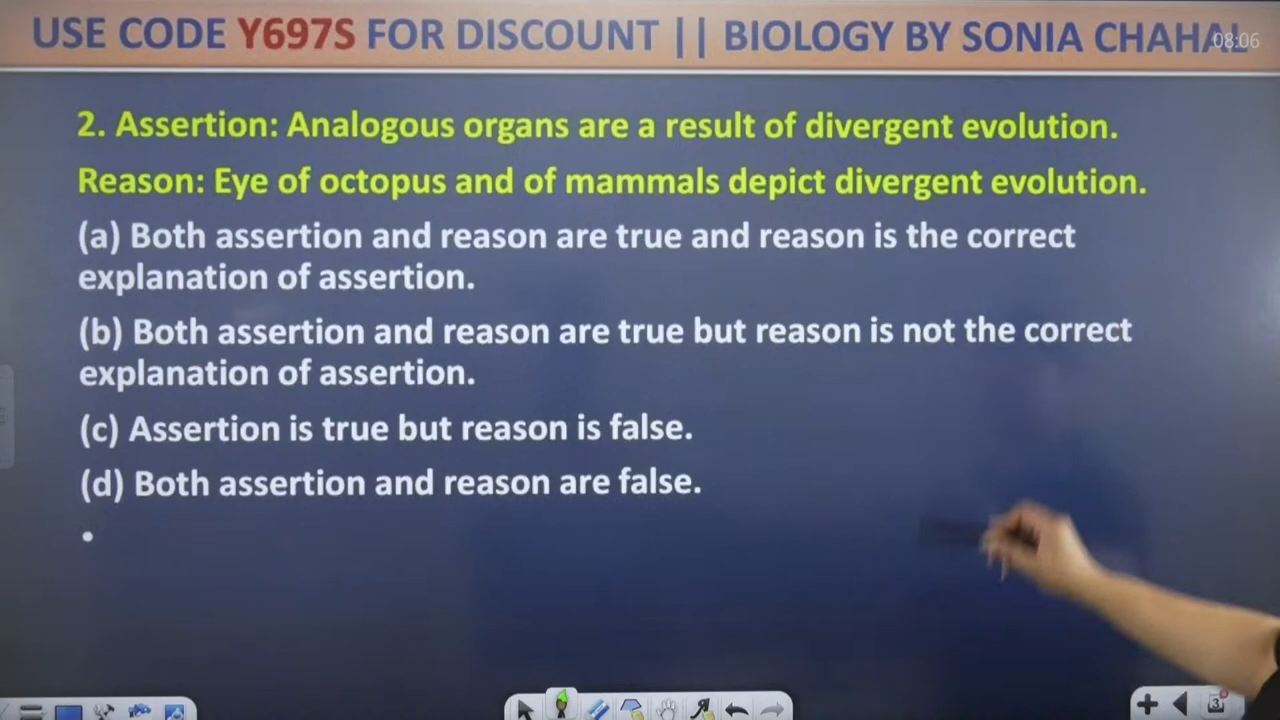 USE CODE Y697S FOR DISCOUNT || BIOLOGY BY SONIA CHAHAL
08:06
2. Assertion: Analogous organs are a result of divergent evolution.
Reason: Eye of octopus and of mammals depict divergent evolution.
(a) Both assertion and reason are true and reason is the correct
explanation of assertion.
(b) Both assertion and reason are true but reason is not the correct
explanation of assertion.
(c) Assertion is true but reason is false.
(d) Both assertion and reason are false.
•
3